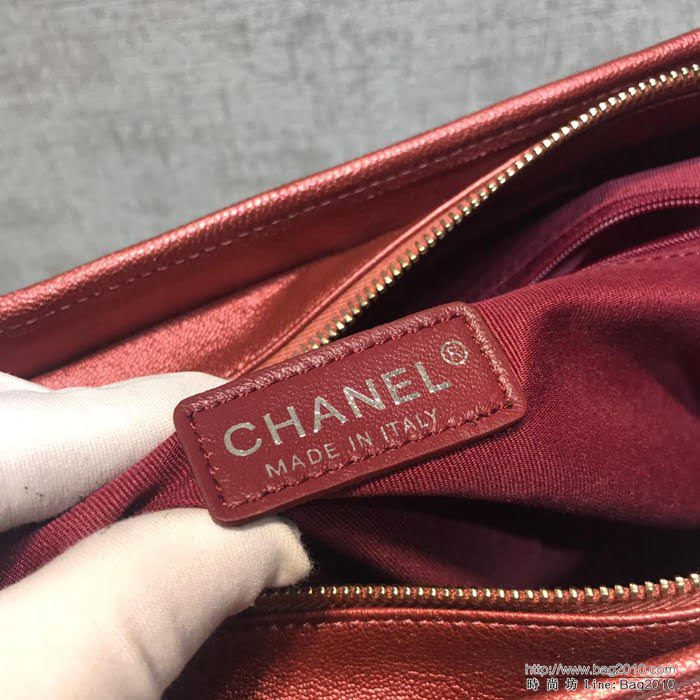 CHANEL®
MADE IN ITALY
http://www.bag2010.com
時尚坊 Line:Bag2010